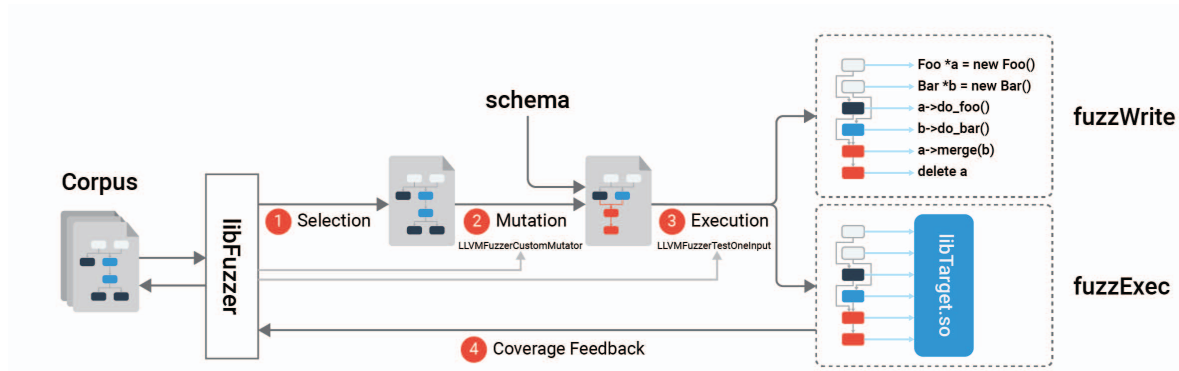 Corpus
libFuzzer
1 Selection
schema
2 Mutation
LLVMFuzzerCustomMutator
3 Execution
LLVMFuzzerTestOneInput
4 Coverage Feedback
Foo *a = new Foo()
Bar *b = new Bar()
a->do_foo()
b->do_bar()
a->merge(b)
delete a
fuzzWrite
libTarget.so
fuzzExec